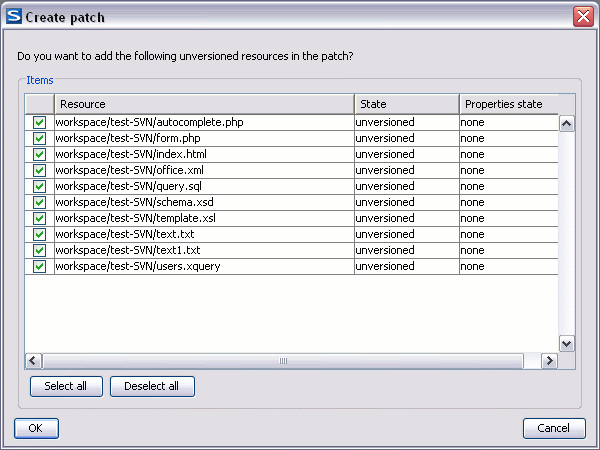 Create patch
Do you want to add the following unversioned resources in the patch?
Items
Resource State Properties state
workspace/test-SVN/autocomplete.php unversioned none
workspace/test-SVN/form.php unversioned none
workspace/test-SVN/index.html unversioned none
workspace/test-SVN/office.xml unversioned none
workspace/test-SVN/query.sql unversioned none
workspace/test-SVN/schema.xsd unversioned none
workspace/test-SVN/template.xsl unversioned none
workspace/test-SVN/text.txt unversioned none
workspace/test-SVN/text1.txt unversioned none
workspace/test-SVN/users.xquery unversioned none
Select all Deselect all
OK Cancel